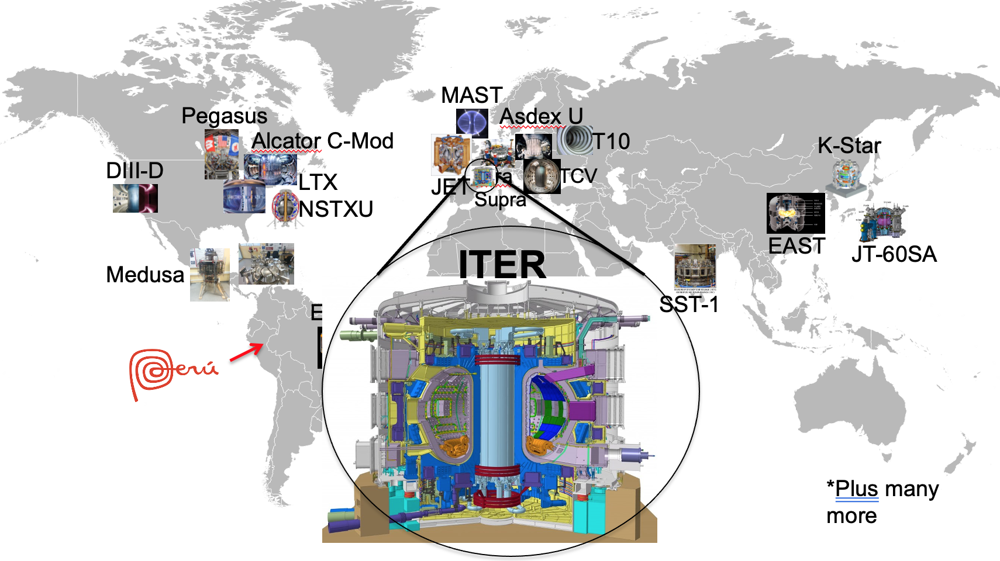 MAST
Pegasus
Asdex U
Alcator C-Mod
T10
K-Star
DIII-D
LTX
JET
ra
TCV
Supra
NSTXU
EAST
JT-60SA
ITER
Medusa
SST-1
E
Perú
*Plus many
more